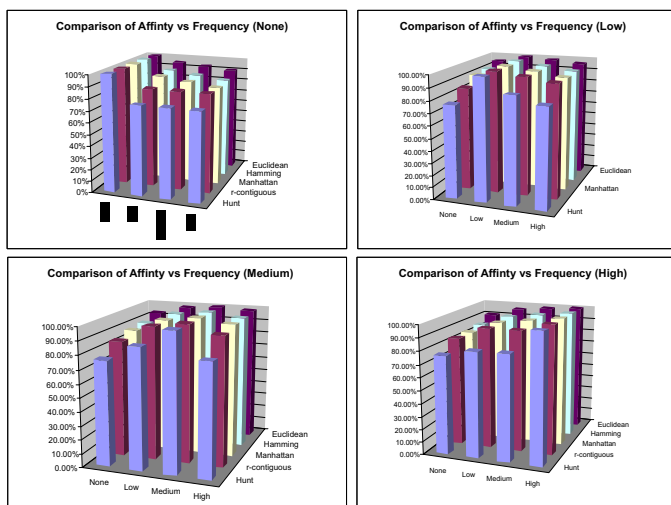 Comparison of Affinty vs Frequency (None)
100%
90%
80%
70%
60%
50%
40%
30%
20%
10%
0%
Euclidean
Hamming
Manhattan
r-contiguous
Hunt
Comparison of Affinty vs Frequency (Low)
100.00%
90.00%
80.00%
70.00%
60.00%
50.00%
40.00%
30.00%
20.00%
10.00%
0.00%
None
Low
Medium
High
Euclidean
Manhattan
Hunt
Comparison of Affinty vs Frequency (Medium)
100.00%
90.00%
80.00%
70.00%
60.00%
50.00%
40.00%
30.00%
20.00%
10.00%
0.00%
None
Low
Medium
High
Euclidean
Hamming
Manhattan
r-contiguous
Hunt
Comparison of Affinty vs Frequency (High)
100.00%
90.00%
80.00%
70.00%
60.00%
50.00%
40.00%
30.00%
20.00%
10.00%
0.00%
None
Low
Medium
High
Euclidean
Hamming
Manhattan
r-contiguous
Hunt